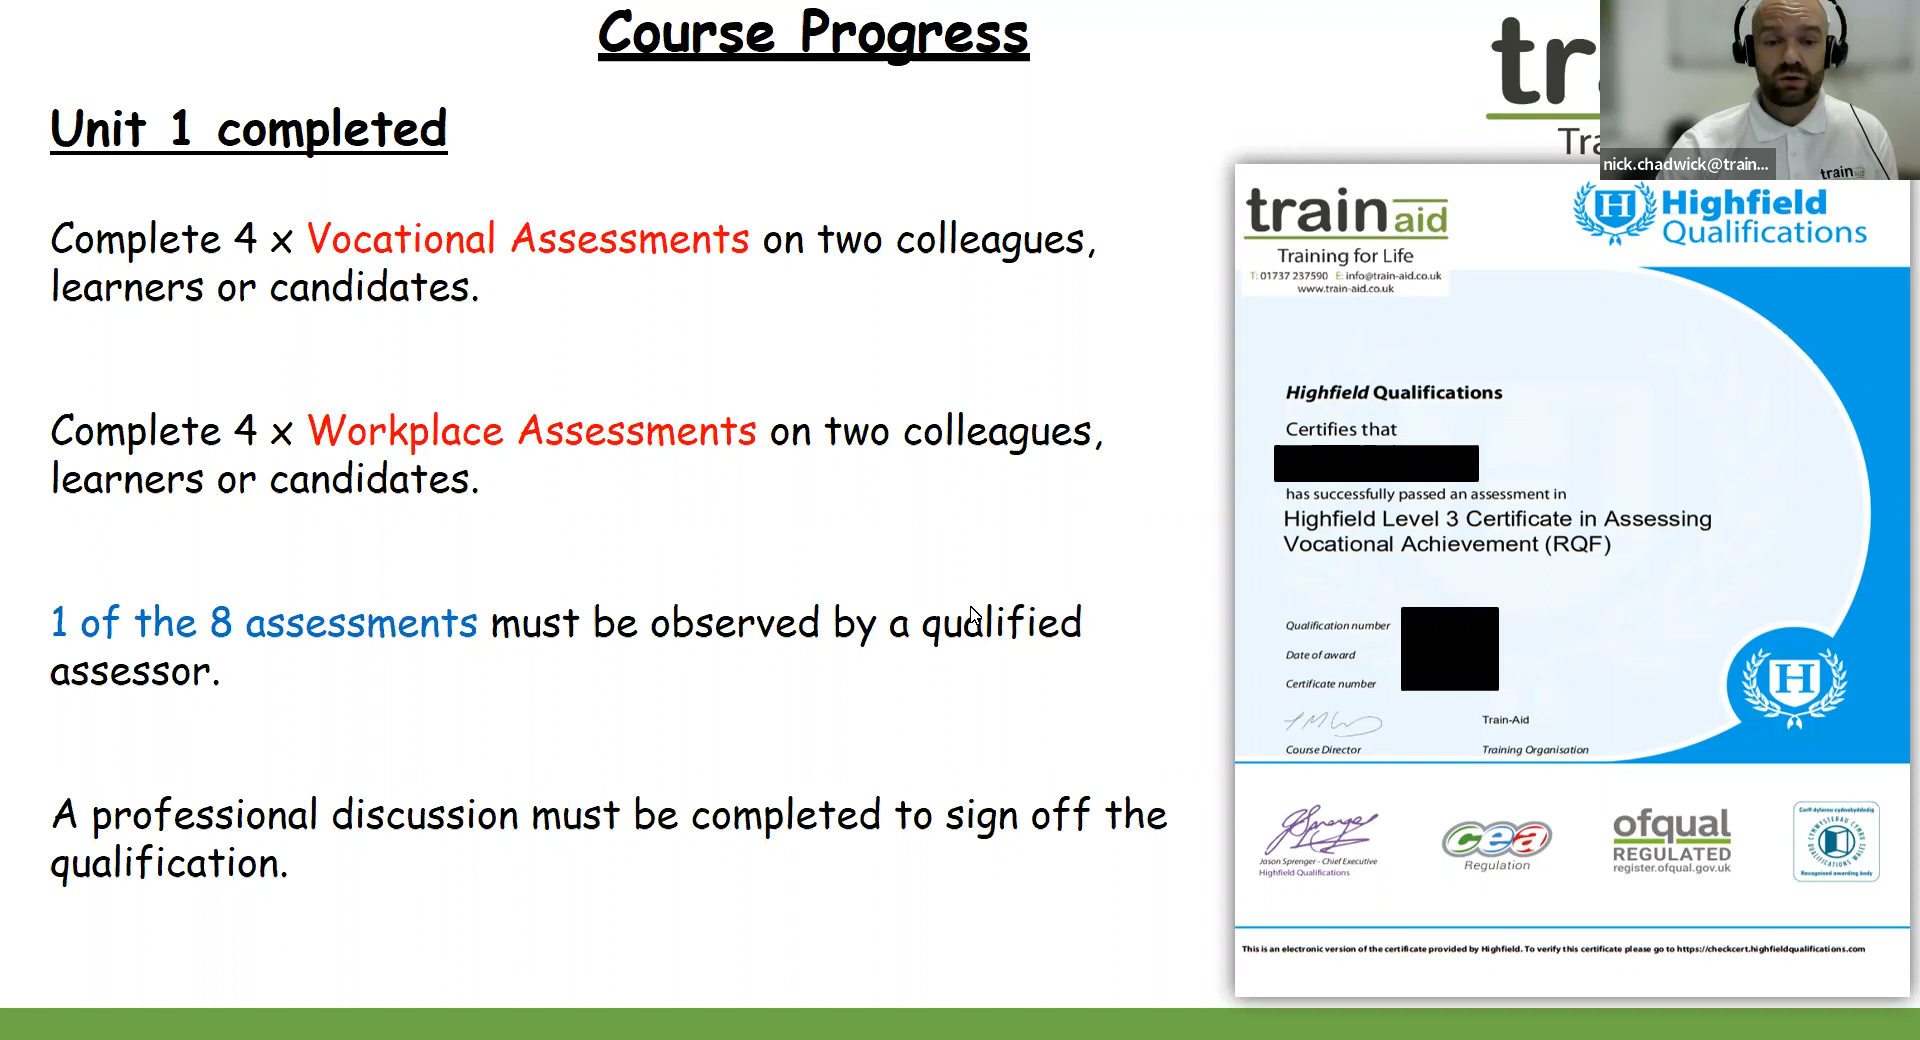 Course Progress
Unit 1 completed
Complete 4 x Vocational Assessments on two colleagues,
learners or candidates.
Complete 4 x Workplace Assessments on two colleagues,
learners or candidates.
1 of the 8 assessments must be observed by a qualified
assessor.
A professional discussion must be completed to sign off the
qualification.
tr
Tra
nick.chadwick@train...
train
train aid
Training for Life
T: 01737 237590 E: info@train-aid.co.uk
www.train-aid.co.uk
H
Highfield
Qualifications
Highfield Qualifications
Certifies that
has successfully passed an assessment in
Highfield Level 3 Certificate in Assessing
Vocational Achievement (RQF)
Qualification number
Date of award
Certificate number
Course Director
Train-Aid
Training Organisation
H
Jason Sprenger - Chief Executive
Highfield Qualifications
cea
Regulation
ofqual
REGULATED
register.ofqual.gov.uk
Recognised awarding body
This is an electronic version of the certificate provided by Highfield. To verify this certificate please go to https://checkcert.highfieldqualifications.com